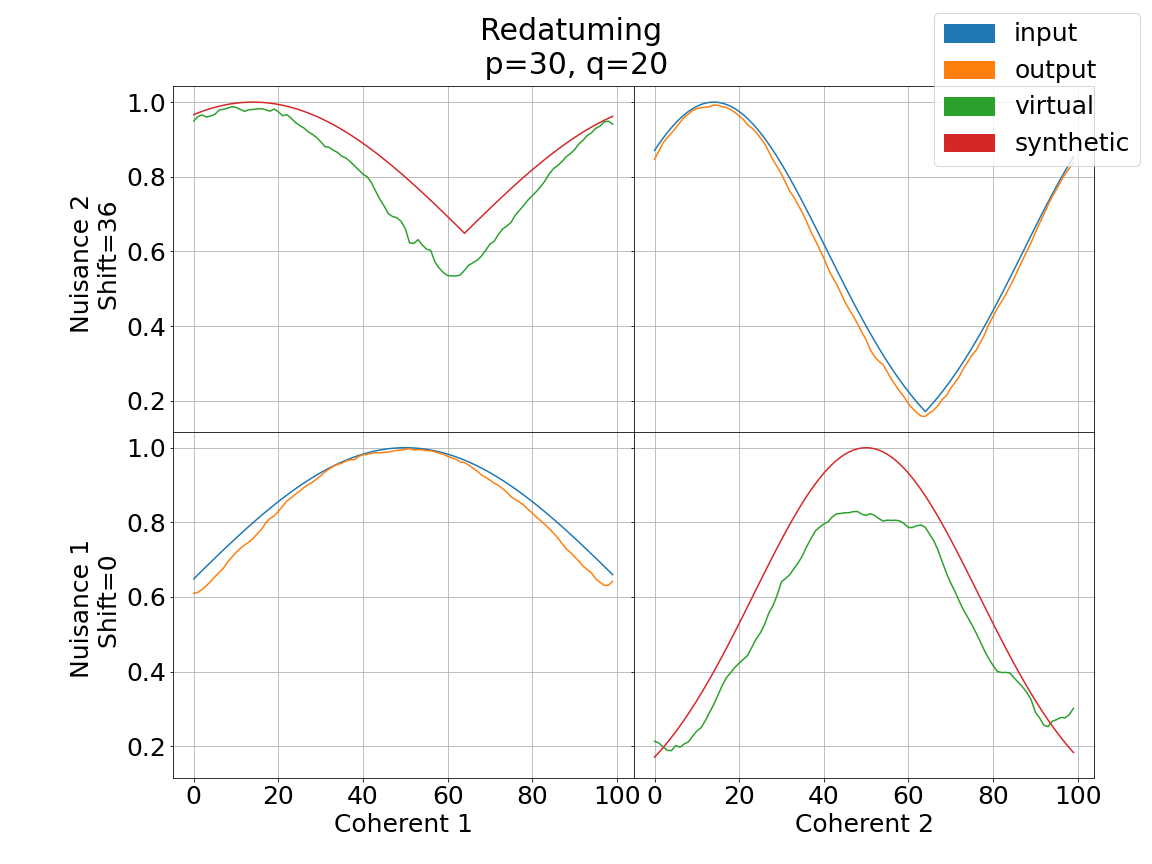 Redatuming
p=30, q=20
input
output
virtual
synthetic
Nuisance 2
Shift=36
1.0
0.8
0.6
0.4
0.2
Nuisance 1
Shift=0
1.0
0.8
0.6
0.4
0.2
0 20 40 60 80 100
0 20 40 60 80 100
Coherent 1
Coherent 2